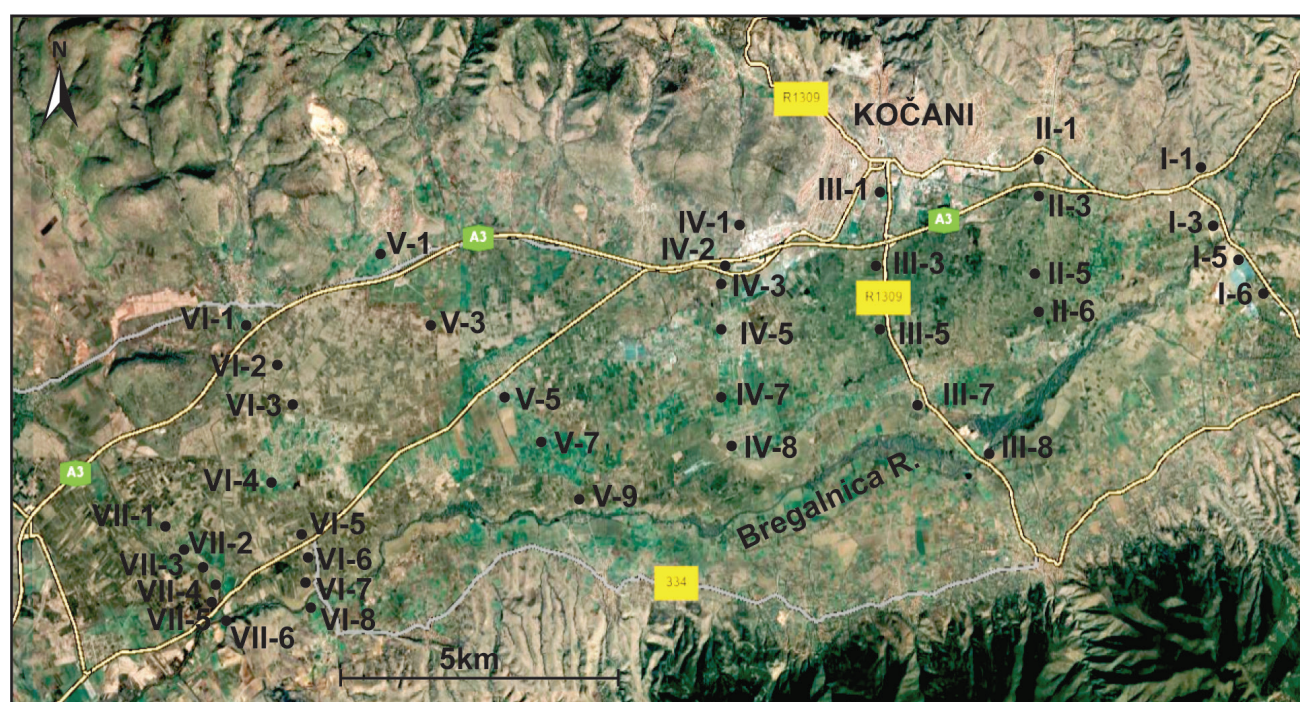 N
R1309
KOČANI
II-1
I-1
III-1
II-3
IV-1
A3
I-3
A3
V-1
IV-2
III-3
I-5
II-5
IV-3
I-6
R1309
II-6
VI-1
V-3
IV-5
III-5
VI-2
VI-3
V-5
IV-7
III-7
V-7
IV-8
III-8
A3
VI-4
V-9
Bregalnica R.
VII-1
VI-5
VII-2
VI-6
VII-3
VI-7
334
VII-4
VII-5
VI-8
VII-6
5km